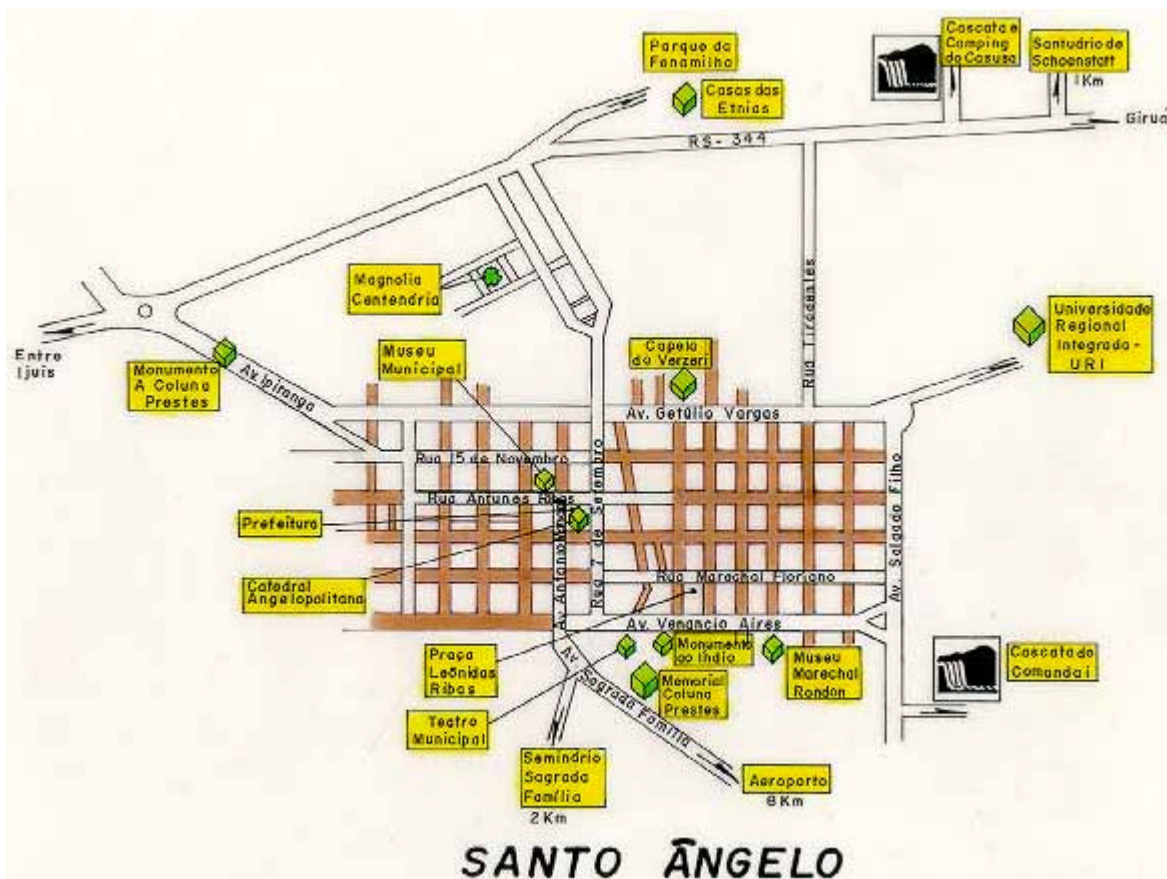 Parque da
Fenamilho
Casas das
Etnias
Cascata e
Camping
do Casusa
Santuário de
Schoenstatt
1 Km
Giruá
RS- 344
Magnolia
Centenária
Rua Tiradentes
Universidade
Regional
Integrada -
URI
Entre
Ijuis
Monumento
A Coluna
Prestes
Av. Ipiranga
Museu
Municipal
Capela
do Verzeri
Av. Getúlio Vargas
Rua 15 de Novembro
Rua Antunes Ribas
Prefeitura
Rua 7 de Setembro
Av. Salgado Filho
Catedral
Angelopolitana
Av. Antonio
Rua Marechal Floriano
Av. Venancio Aires
Praça
Leônidas
Ribas
Monumento
ao Índio
Museu
Marechal
Rondon
Cascata do
Comandaí
Teatro
Municipal
Memorial
Coluna
Prestes
Av. Sagrada Família
Seminário
Sagrada
Família
2 Km
Aeroporto
8 Km
SANTO ÂNGELO